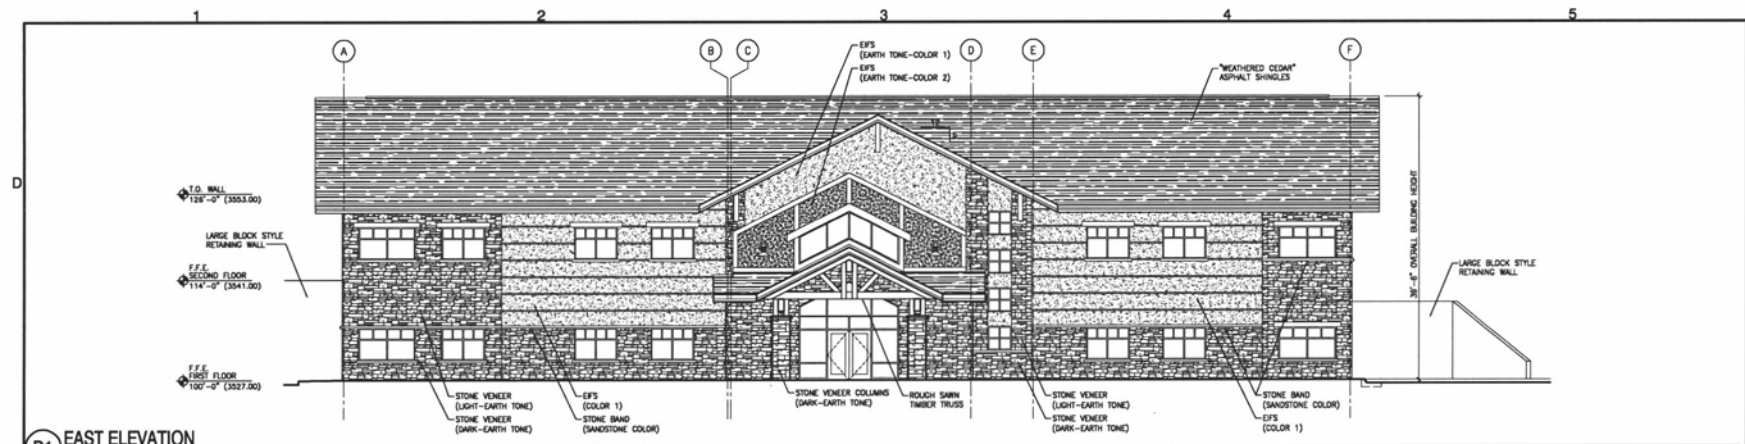 1 2 3 4 5
A B C D E F
EIFS
(EARTH TONE-COLOR 1)
EIFS
(EARTH TONE-COLOR 2)
"WEATHERED CEDAR"
ASPHALT SHINGLES
12
D
T.O. WALL
126'-0" (3553.00)
LARGE BLOCK STYLE
RETAINING WALL
F.F.E.
SECOND FLOOR
114'-0" (3541.00)
F.F.E.
FIRST FLOOR
100'-0" (3527.00)
OVERALL BUILDING HEIGHT
LARGE BLOCK STYLE
RETAINING WALL
STONE VENEER
(LIGHT-EARTH TONE)
STONE VENEER
(DARK-EARTH TONE)
EIFS
(COLOR 1)
STONE BAND
(SANDSTONE COLOR)
STONE VENEER COLUMNS
(DARK-EARTH TONE)
ROUGH SAWN
TIMBER TRUSS
STONE VENEER
(LIGHT-EARTH TONE)
STONE VENEER
(DARK-EARTH TONE)
STONE BAND
(SANDSTONE COLOR)
EIFS
(COLOR 1)
EAST ELEVATION